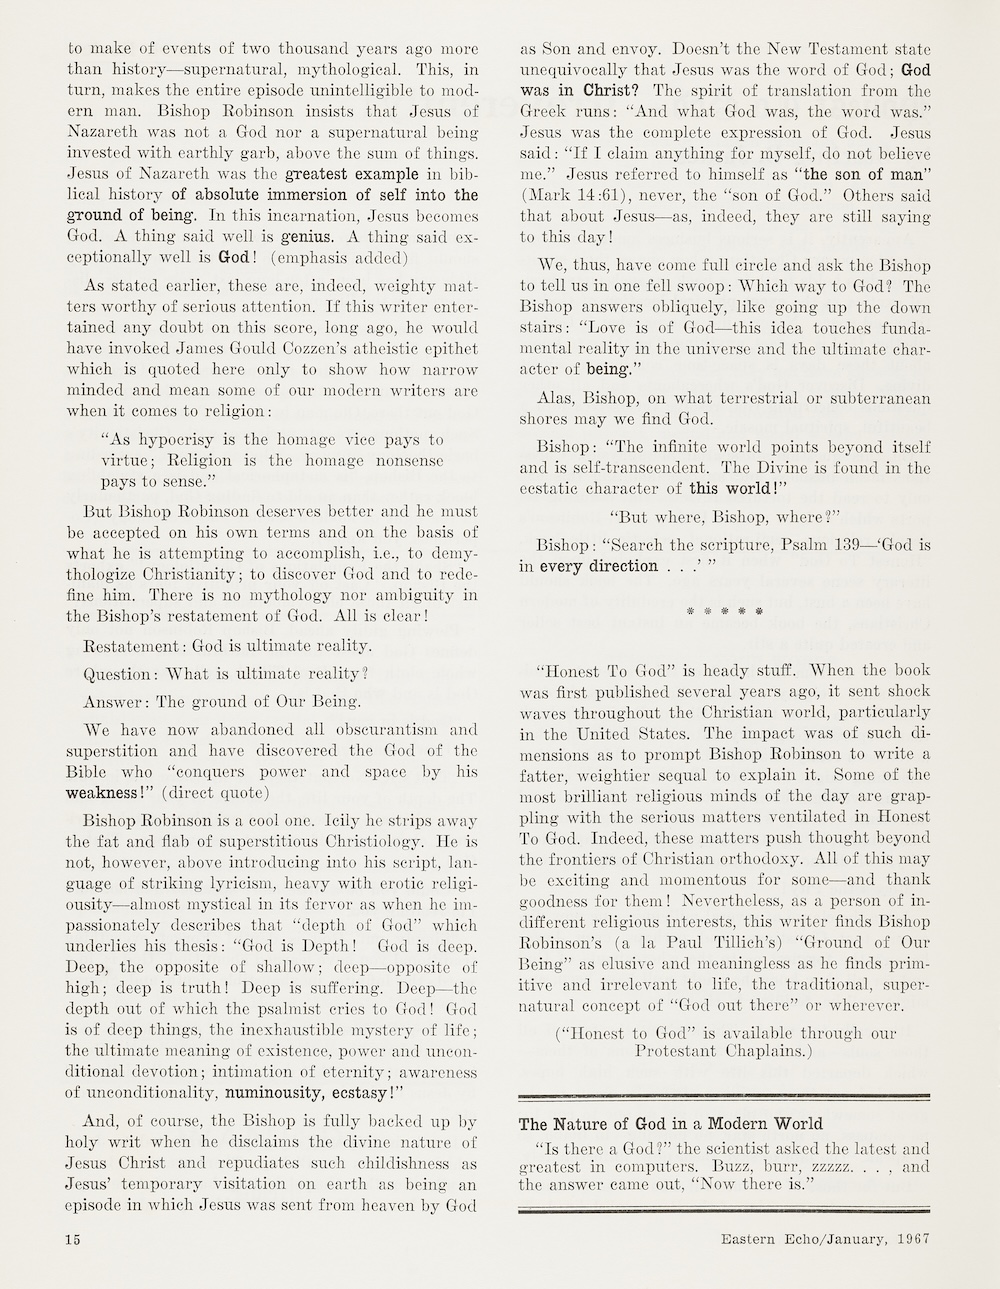 to make of events of two thousand years ago more
than history—supernatural, mythological. This, in
turn, makes the entire episode unintelligible to mod-
ern man. Bishop Robinson insists that Jesus of
Nazareth was not a God nor a supernatural being
invested with earthly garb, above the sum of things.
Jesus of Nazareth was the greatest example in bib-
lical history of absolute immersion of self into the
ground of being. In this incarnation, Jesus becomes
God. A thing said well is genius. A thing said ex-
ceptionally well is God! (emphasis added)
As stated earlier, these are, indeed, weighty mat-
ters worthy of serious attention. If this writer enter-
tained any doubt on this score, long ago, he would
have invoked James Gould Cozzen's atheistic epithet
which is quoted here only to show how narrow
minded and mean some of our modern writers are
when it comes to religion:
“As hypocrisy is the homage vice pays to
virtue; Religion is the homage nonsense
pays to sense.”
But Bishop Robinson deserves better and he must
be accepted on his own terms and on the basis of
what he is attempting to accomplish, i.e., to demy-
thologize Christianity; to discover God and to rede-
fine him. There is no mythology nor ambiguity in
the Bishop's restatement of God. All is clear!
Restatement: God is ultimate reality.
Question: What is ultimate reality?
Answer: The ground of Our Being.
We have now abandoned all obscurantism and
superstition and have discovered the God of the
Bible who “conquers power and space by his
weakness!” (direct quote)
Bishop Robinson is a cool one. Icily he strips away
the fat and flab of superstitious Christiology. He is
not, however, above introducing into his script, lan-
guage of striking lyricism, heavy with erotic religi-
ousity—almost mystical in its fervor as when he im-
passionately describes that “depth of God” which
underlies his thesis: “God is Depth! God is deep.
Deep, the opposite of shallow; deep—opposite of
high; deep is truth! Deep is suffering. Deep—the
depth out of which the psalmist cries to God! God
is of deep things, the inexhaustible mystery of life;
the ultimate meaning of existence, power and uncon-
ditional devotion; intimation of eternity; awareness
of unconditionality, numinousity, ecstasy!”
And, of course, the Bishop is fully backed up by
holy writ when he disclaims the divine nature of
Jesus Christ and repudiates such childishness as
Jesus' temporary visitation on earth as being an
episode in which Jesus was sent from heaven by God
as Son and envoy. Doesn't the New Testament state
unequivocally that Jesus was the word of God; God
was in Christ? The spirit of translation from the
Greek runs: “And what God was, the word was.”
Jesus was the complete expression of God. Jesus
said: “If I claim anything for myself, do not believe
me.” Jesus referred to himself as “the son of man”
(Mark 14:61), never, the “son of God.” Others said
that about Jesus—as, indeed, they are still saying
to this day!
We, thus, have come full circle and ask the Bishop
to tell us in one fell swoop: Which way to God? The
Bishop answers obliquely, like going up the down
stairs: “Love is of God—this idea touches funda-
mental reality in the universe and the ultimate char-
acter of being.”
Alas, Bishop, on what terrestrial or subterranean
shores may we find God.
Bishop: “The infinite world points beyond itself
and is self-transcendent. The Divine is found in the
ecstatic character of this world!”
“But where, Bishop, where?”
Bishop: “Search the scripture, Psalm 139—‘God is
in every direction . . .’ ”
* * * * *
“Honest To God” is heady stuff. When the book
was first published several years ago, it sent shock
waves throughout the Christian world, particularly
in the United States. The impact was of such di-
mensions as to prompt Bishop Robinson to write a
fatter, weightier sequal to explain it. Some of the
most brilliant religious minds of the day are grap-
pling with the serious matters ventilated in Honest
To God. Indeed, these matters push thought beyond
the frontiers of Christian orthodoxy. All of this may
be exciting and momentous for some—and thank
goodness for them! Nevertheless, as a person of in-
different religious interests, this writer finds Bishop
Robinson's (a la Paul Tillich's) “Ground of Our
Being” as elusive and meaningless as he finds prim-
itive and irrelevant to life, the traditional, super-
natural concept of “God out there” or wherever.
(“Honest to God” is available through our
Protestant Chaplains.)
The Nature of God in a Modern World
“Is there a God?” the scientist asked the latest and
greatest in computers. Buzz, burr, zzzzz. . . , and
the answer came out, “Now there is.”
15
Eastern Echo/January, 1967